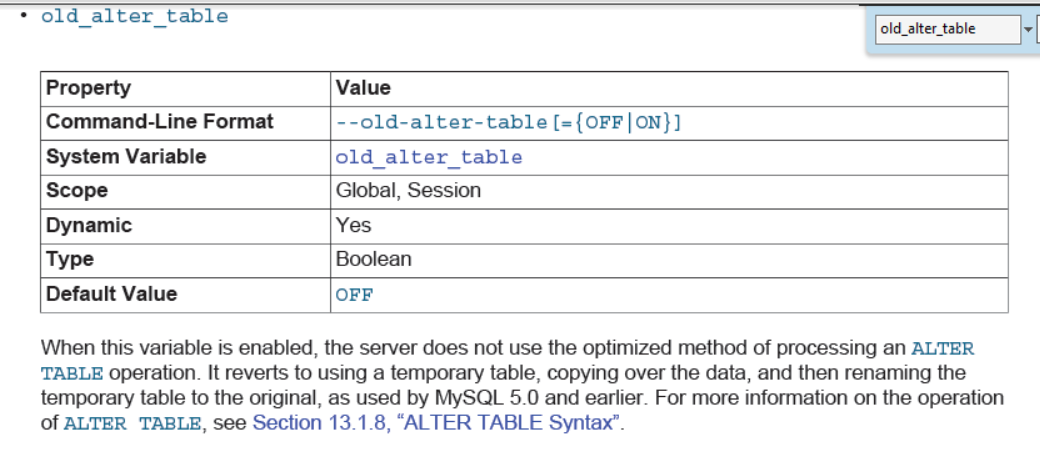 • old_alter_table
old_alter_table
Property Value
Command-Line Format --old-alter-table[={OFF|ON}]
System Variable old_alter_table
Scope Global, Session
Dynamic Yes
Type Boolean
Default Value OFF
When this variable is enabled, the server does not use the optimized method of processing an ALTER
TABLE operation. It reverts to using a temporary table, copying over the data, and then renaming the
temporary table to the original, as used by MySQL 5.0 and earlier. For more information on the operation
of ALTER TABLE, see Section 13.1.8, “ALTER TABLE Syntax”.